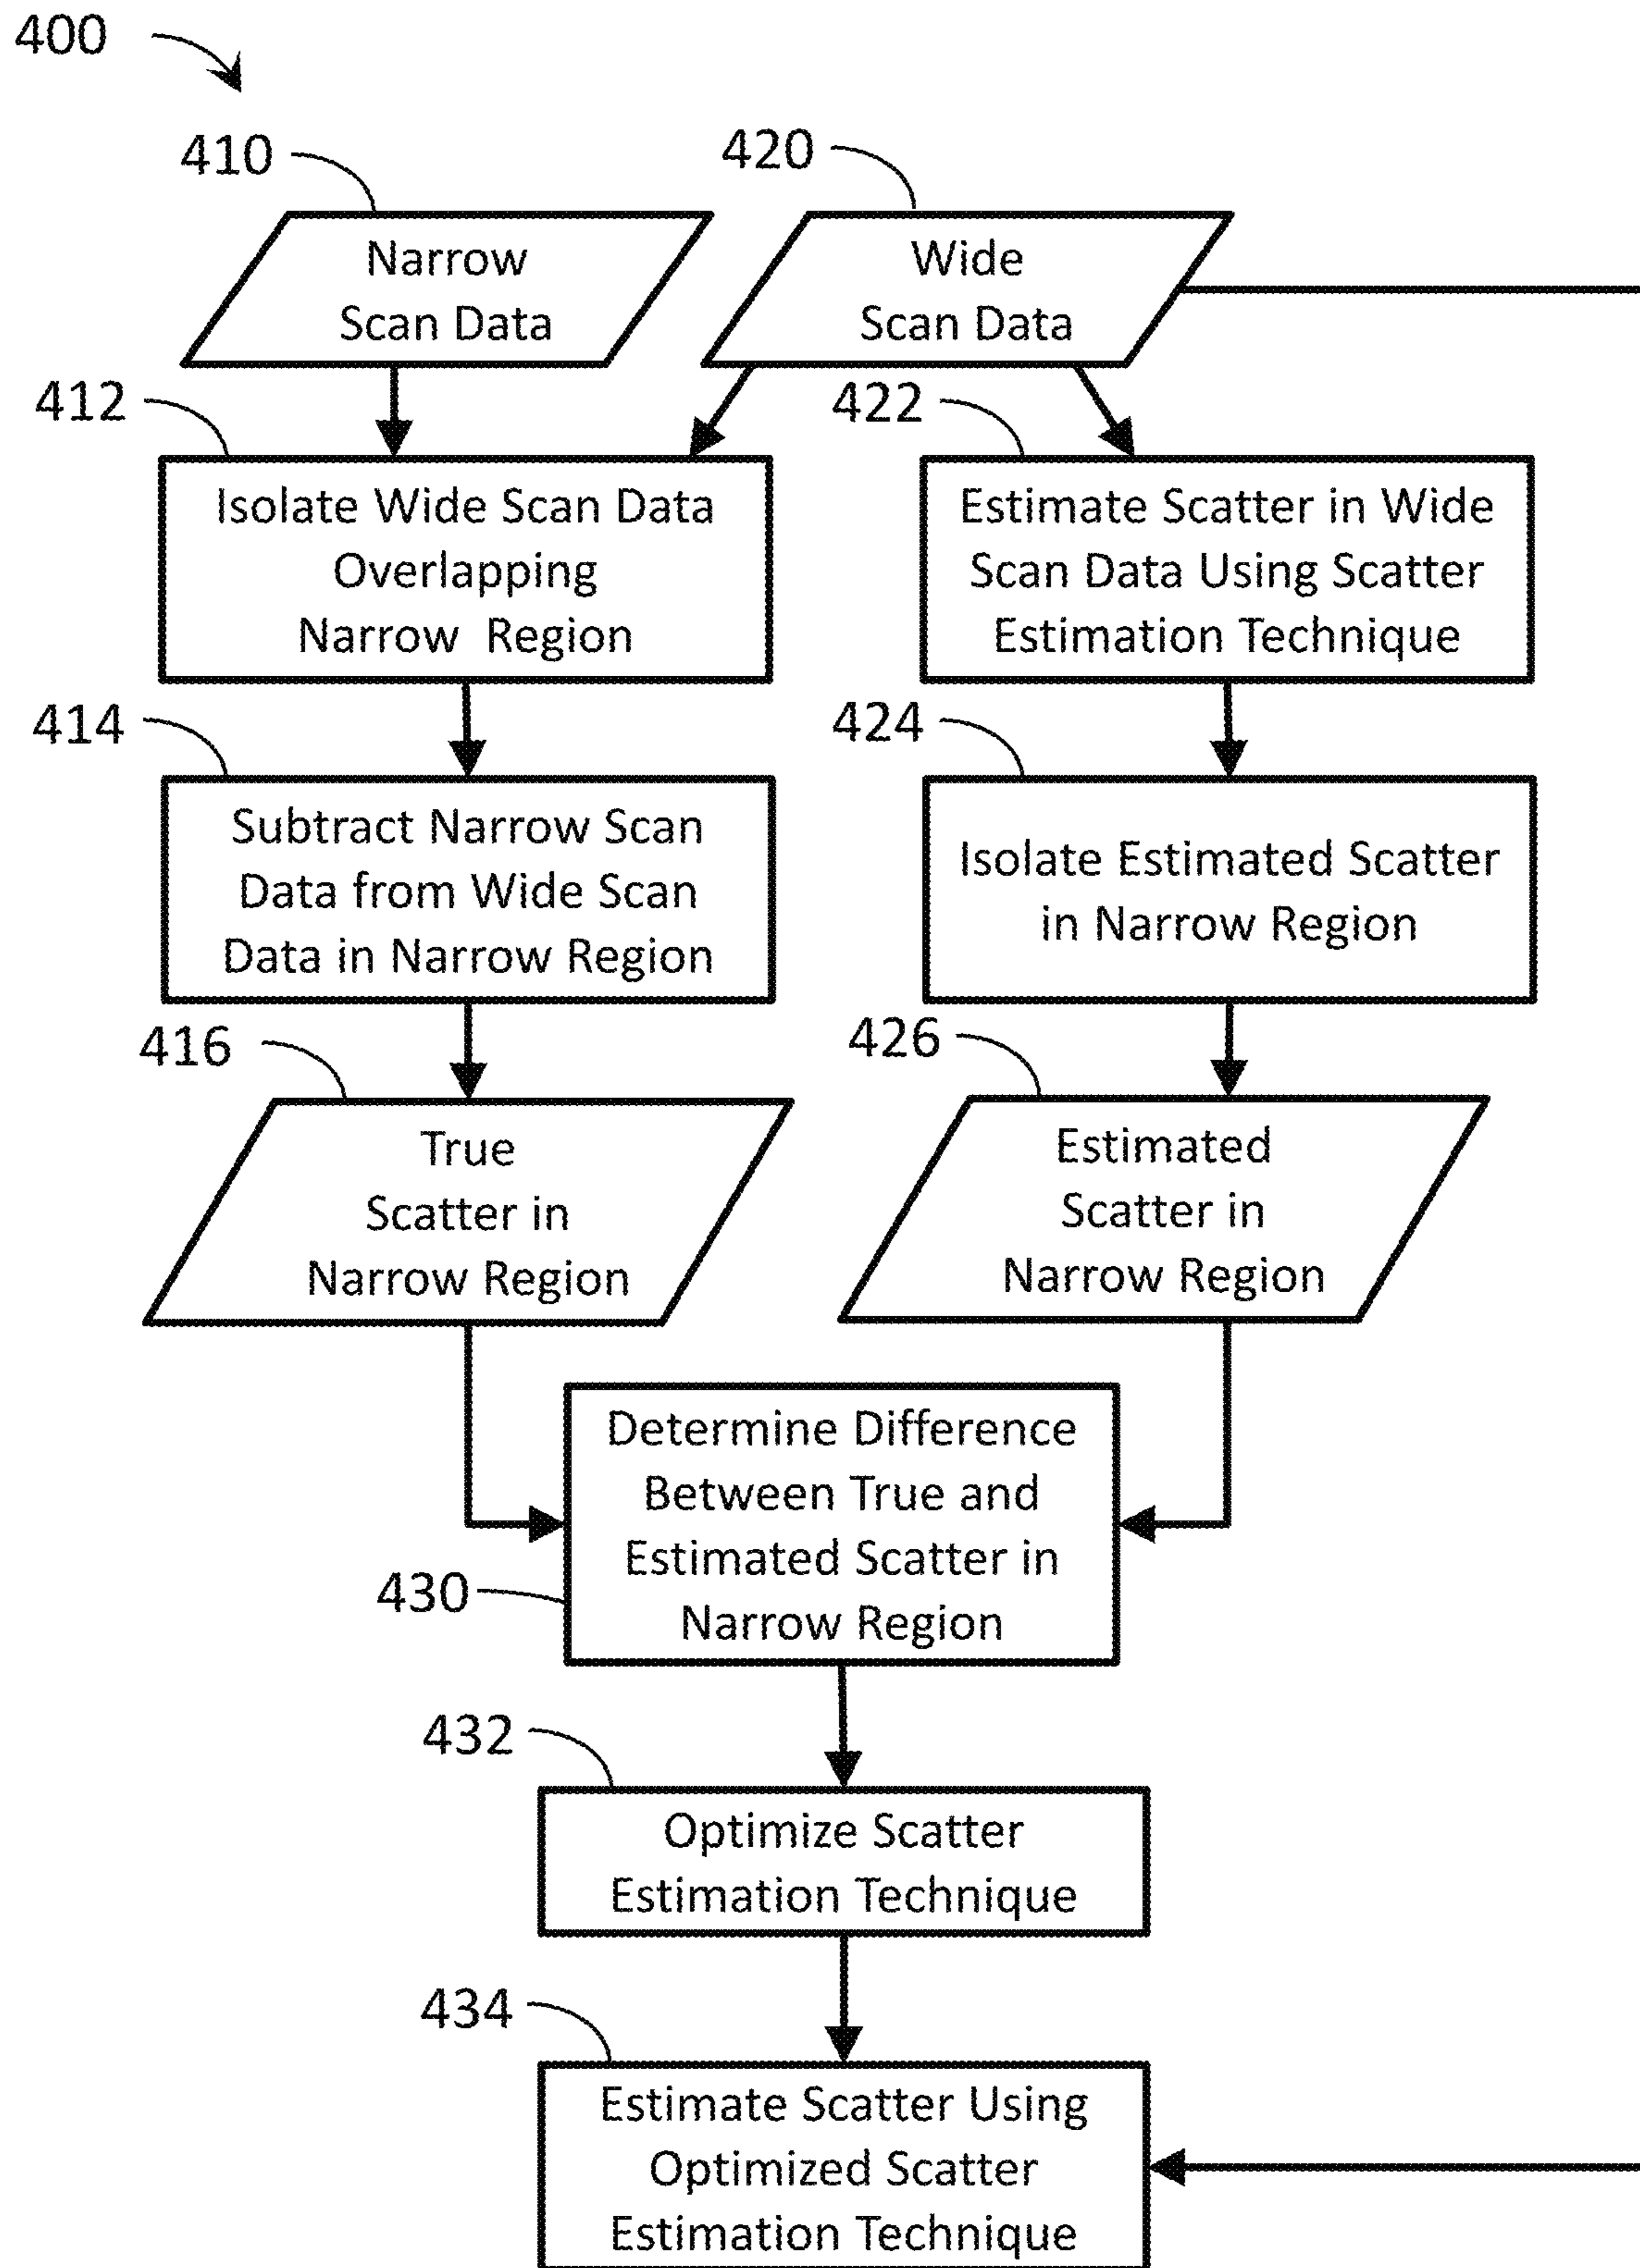 400
410
420
Narrow
Scan Data
Wide
Scan Data
412
422
Isolate Wide Scan Data
Overlapping
Narrow Region
Estimate Scatter in Wide
Scan Data Using Scatter
Estimation Technique
414
424
Subtract Narrow Scan
Data from Wide Scan
Data in Narrow Region
Isolate Estimated Scatter
in Narrow Region
416
426
True
Scatter in
Narrow Region
Estimated
Scatter in
Narrow Region
430
Determine Difference
Between True and
Estimated Scatter in
Narrow Region
432
Optimize Scatter
Estimation Technique
434
Estimate Scatter Using
Optimized Scatter
Estimation Technique